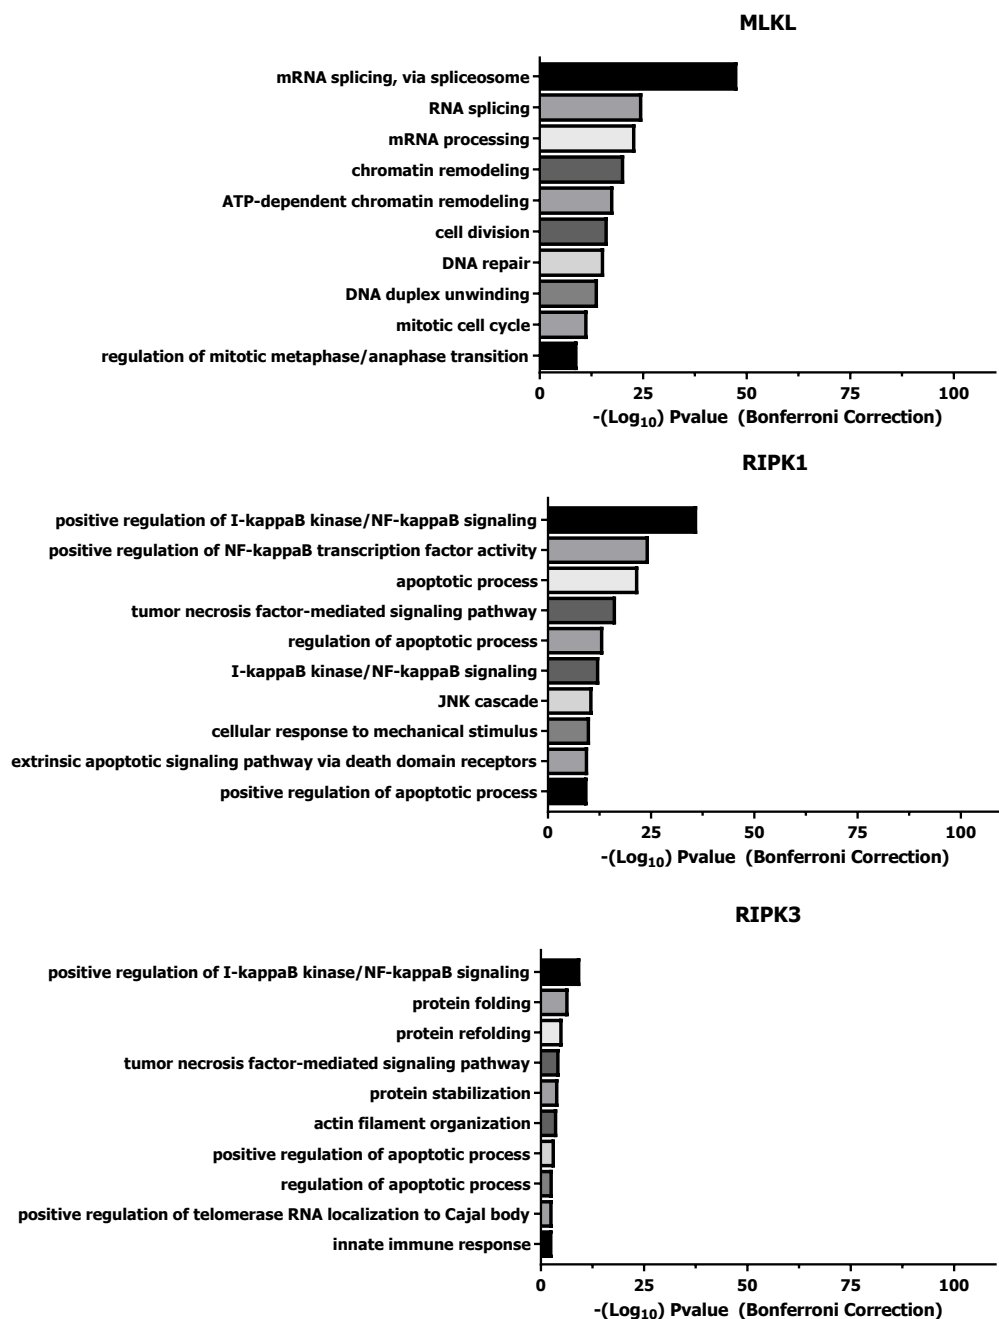 MLKL
mRNA splicing, via spliceosome
RNA splicing
mRNA processing
chromatin remodeling
ATP-dependent chromatin remodeling
cell division
DNA repair
DNA duplex unwinding
mitotic cell cycle
regulation of mitotic metaphase/anaphase transition
0 25 50 75 100
-(Log10) Pvalue (Bonferroni Correction)
RIPK1
positive regulation of I-kappaB kinase/NF-kappaB signaling
positive regulation of NF-kappaB transcription factor activity
apoptotic process
tumor necrosis factor-mediated signaling pathway
regulation of apoptotic process
I-kappaB kinase/NF-kappaB signaling
JNK cascade
cellular response to mechanical stimulus
extrinsic apoptotic signaling pathway via death domain receptors
positive regulation of apoptotic process
0 25 50 75 100
-(Log10) Pvalue (Bonferroni Correction)
RIPK3
positive regulation of I-kappaB kinase/NF-kappaB signaling
protein folding
protein refolding
tumor necrosis factor-mediated signaling pathway
protein stabilization
actin filament organization
positive regulation of apoptotic process
regulation of apoptotic process
positive regulation of telomerase RNA localization to Cajal body
innate immune response
0 25 50 75 100
-(Log10) Pvalue (Bonferroni Correction)